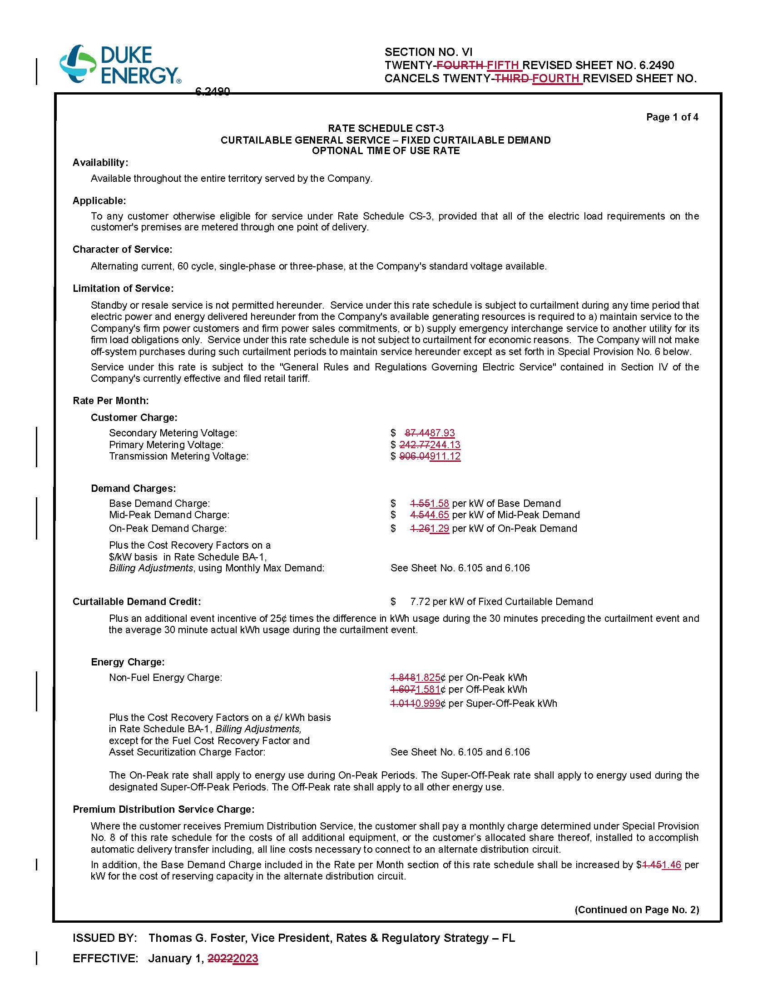 DUKE
ENERGY®
SECTION NO. VI
TWENTY-FOURTH FIFTH REVISED SHEET NO. 6.2490
CANCELS TWENTY-THIRD FOURTH REVISED SHEET NO.
6.2490
Page 1 of 4
RATE SCHEDULE CST-3
CURTAILABLE GENERAL SERVICE – FIXED CURTAILABLE DEMAND
OPTIONAL TIME OF USE RATE
Availability:
Available throughout the entire territory served by the Company.
Applicable:
To any customer otherwise eligible for service under Rate Schedule CS-3, provided that all of the electric load requirements on the
customer's premises are metered through one point of delivery.
Character of Service:
Alternating current, 60 cycle, single-phase or three-phase, at the Company's standard voltage available.
Limitation of Service:
Standby or resale service is not permitted hereunder. Service under this rate schedule is subject to curtailment during any time period that
electric power and energy delivered hereunder from the Company's available generating resources is required to a) maintain service to the
Company's firm power customers and firm power sales commitments, or b) supply emergency interchange service to another utility for its
firm load obligations only. Service under this rate schedule is not subject to curtailment for economic reasons. The Company will not make
off-system purchases during such curtailment periods to maintain service hereunder except as set forth in Special Provision No. 6 below.
Service under this rate is subject to the "General Rules and Regulations Governing Electric Service" contained in Section IV of the
Company's currently effective and filed retail tariff.
Rate Per Month:
Customer Charge:
Secondary Metering Voltage: $ 87.4487.93
Primary Metering Voltage: $ 242.77244.13
Transmission Metering Voltage: $ 906.04911.12
Demand Charges:
Base Demand Charge: $ 1.551.58 per kW of Base Demand
Mid-Peak Demand Charge: $ 4.544.65 per kW of Mid-Peak Demand
On-Peak Demand Charge: $ 1.261.29 per kW of On-Peak Demand
Plus the Cost Recovery Factors on a
$/kW basis in Rate Schedule BA-1,
Billing Adjustments, using Monthly Max Demand: See Sheet No. 6.105 and 6.106
Curtailable Demand Credit: $ 7.72 per kW of Fixed Curtailable Demand
Plus an additional event incentive of 25¢ times the difference in kWh usage during the 30 minutes preceding the curtailment event and
the average 30 minute actual kWh usage during the curtailment event.
Energy Charge:
Non-Fuel Energy Charge: 1.8481.825¢ per On-Peak kWh
1.6071.581¢ per Off-Peak kWh
1.0110.999¢ per Super-Off-Peak kWh
Plus the Cost Recovery Factors on a ¢/ kWh basis
in Rate Schedule BA-1, Billing Adjustments,
except for the Fuel Cost Recovery Factor and
Asset Securitization Charge Factor: See Sheet No. 6.105 and 6.106
The On-Peak rate shall apply to energy use during On-Peak Periods. The Super-Off-Peak rate shall apply to energy used during the
designated Super-Off-Peak Periods. The Off-Peak rate shall apply to all other energy use.
Premium Distribution Service Charge:
Where the customer receives Premium Distribution Service, the customer shall pay a monthly charge determined under Special Provision
No. 8 of this rate schedule for the costs of all additional equipment, or the customer's allocated share thereof, installed to accomplish
automatic delivery transfer including, all line costs necessary to connect to an alternate distribution circuit.
In addition, the Base Demand Charge included in the Rate per Month section of this rate schedule shall be increased by $1.451.46 per
kW for the cost of reserving capacity in the alternate distribution circuit.
(Continued on Page No. 2)
ISSUED BY: Thomas G. Foster, Vice President, Rates & Regulatory Strategy – FL
EFFECTIVE: January 1, 20222023